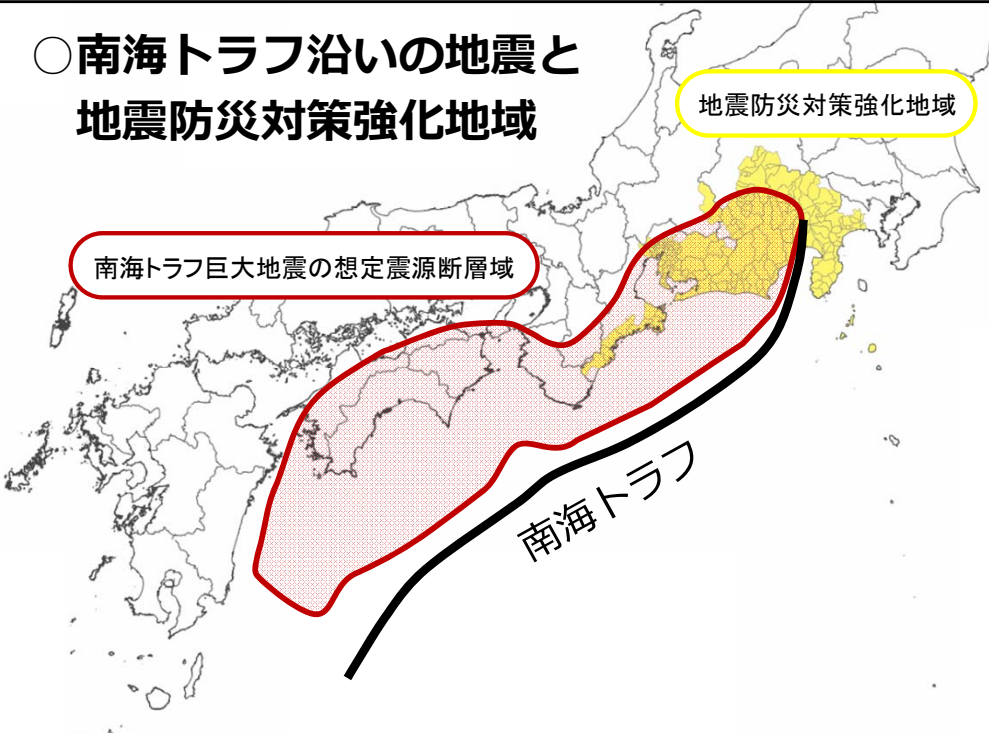 ○南海トラフ沿いの地震と
地震防災対策強化地域
地震防災対策強化地域
南海トラフ巨大地震の想定震源断層域
南海トラフ